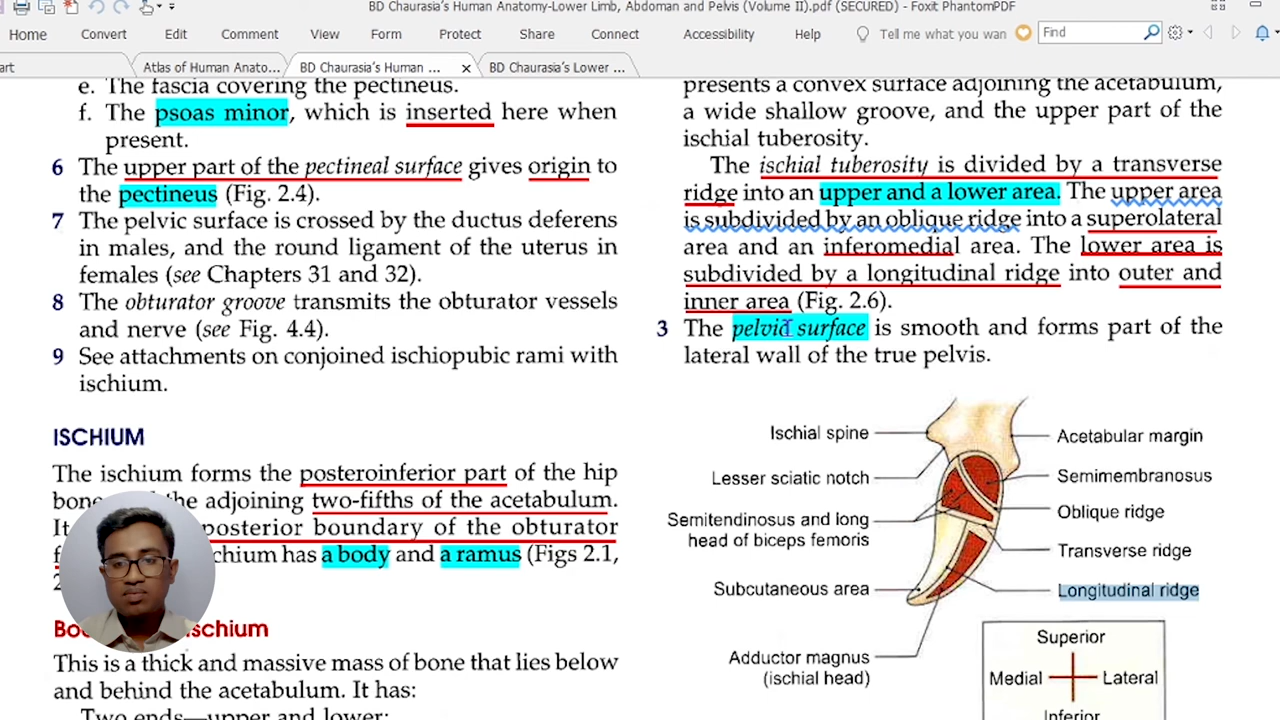 BD Chaurasia's Human Anatomy-Lower Limb, Abdoman and Pelvis (Volume II).pdf (SECURED) - Foxit PhantomPDF
Home Convert Edit Comment View Form Protect Share Connect Accessibility Help Tell me what you wan Find
art Atlas of Human Anato... BD Chaurasia's Human ... × BD Chaurasia's Lower ...
e. The fascia covering the pectineus.
f. The psoas minor, which is inserted here when
present.
6 The upper part of the pectineal surface gives origin to
the pectineus (Fig. 2.4).
7 The pelvic surface is crossed by the ductus deferens
in males, and the round ligament of the uterus in
females (see Chapters 31 and 32).
8 The obturator groove transmits the obturator vessels
and nerve (see Fig. 4.4).
9 See attachments on conjoined ischiopubic rami with
ischium.
ISCHIUM
The ischium forms the posteroinferior part of the hip
bone the adjoining two-fifths of the acetabulum.
It posterior boundary of the obturator
chium has a body and a ramus (Figs 2.1,
2
Bo schium
This is a thick and massive mass of bone that lies below
and behind the acetabulum. It has:
Two ends—upper and lower;
presents a convex surface adjoining the acetabulum,
a wide shallow groove, and the upper part of the
ischial tuberosity.
The ischial tuberosity is divided by a transverse
ridge into an upper and a lower area. The upper area
is subdivided by an oblique ridge into a superolateral
area and an inferomedial area. The lower area is
subdivided by a longitudinal ridge into outer and
inner area (Fig. 2.6).
3 The pelvic surface is smooth and forms part of the
lateral wall of the true pelvis.
Ischial spine
Lesser sciatic notch
Semitendinosus and long
head of biceps femoris
Subcutaneous area
Adductor magnus
(ischial head)
Acetabular margin
Semimembranosus
Oblique ridge
Transverse ridge
Longitudinal ridge
Superior
Medial Lateral
Inferior